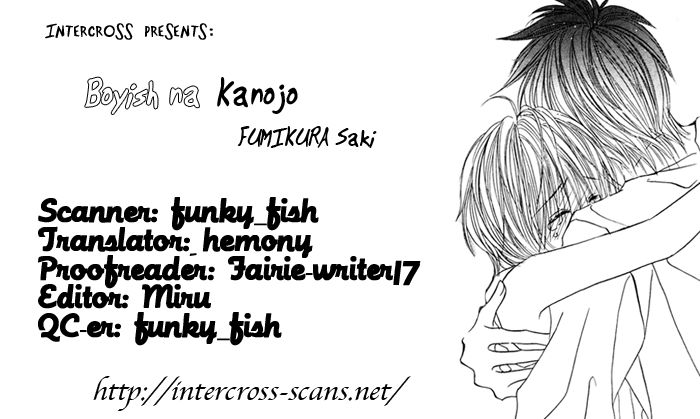 INTERCROSS PRESENTS:
Boyish na Kanojo
FUMIKURA Saki
Scanner: funky_fish
Translator: hemony
Proofreader: Fairie-writer17
Editor: Miru
QC-er: funky_fish
http://intercross-scans.net/